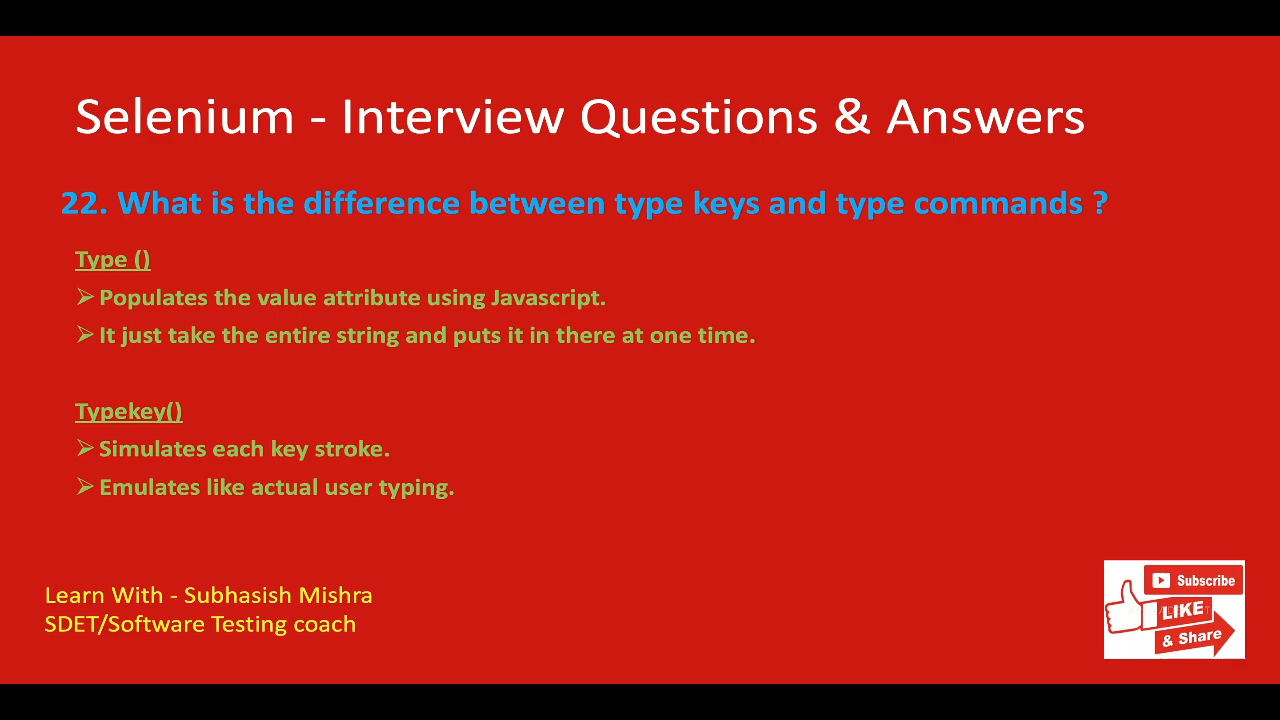 Selenium - Interview Questions & Answers
22. What is the difference between type keys and type commands ?
Type ()
➢ Populates the value attribute using Javascript.
➢ It just take the entire string and puts it in there at one time.
Typekey()
➢ Simulates each key stroke.
➢ Emulates like actual user typing.
Learn With - Subhasish Mishra
SDET/Software Testing coach
Subscribe
LIKE
& Share